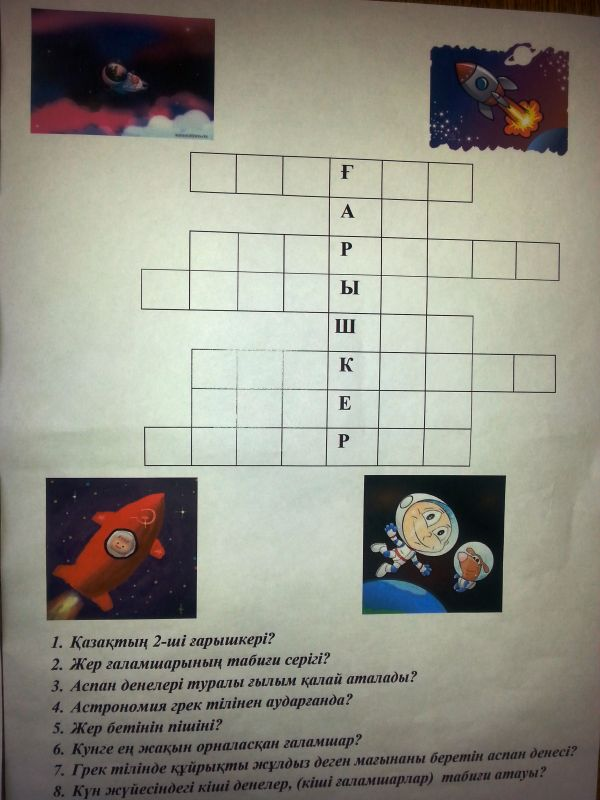 Ғ
А
Р
Ы
Ш
К
Е
Р
1. Қазақтың 2-ші ғарышкері?
2. Жер ғаламшарының табиғи серігі?
3. Аспан денелері туралы ғылым қалай аталады?
4. Астрономия грек тілінен аударғанда?
5. Жер бетінін пішіні?
6. Күнге ең жақын орналасқан ғаламшар?
7. Грек тілінде құйрықты жұлдыз деген мағынаны беретін аспан денесі?
8. Күн жүйесіндегі кіші денелер, (кіші ғаламшарлар) табиғи атауы?